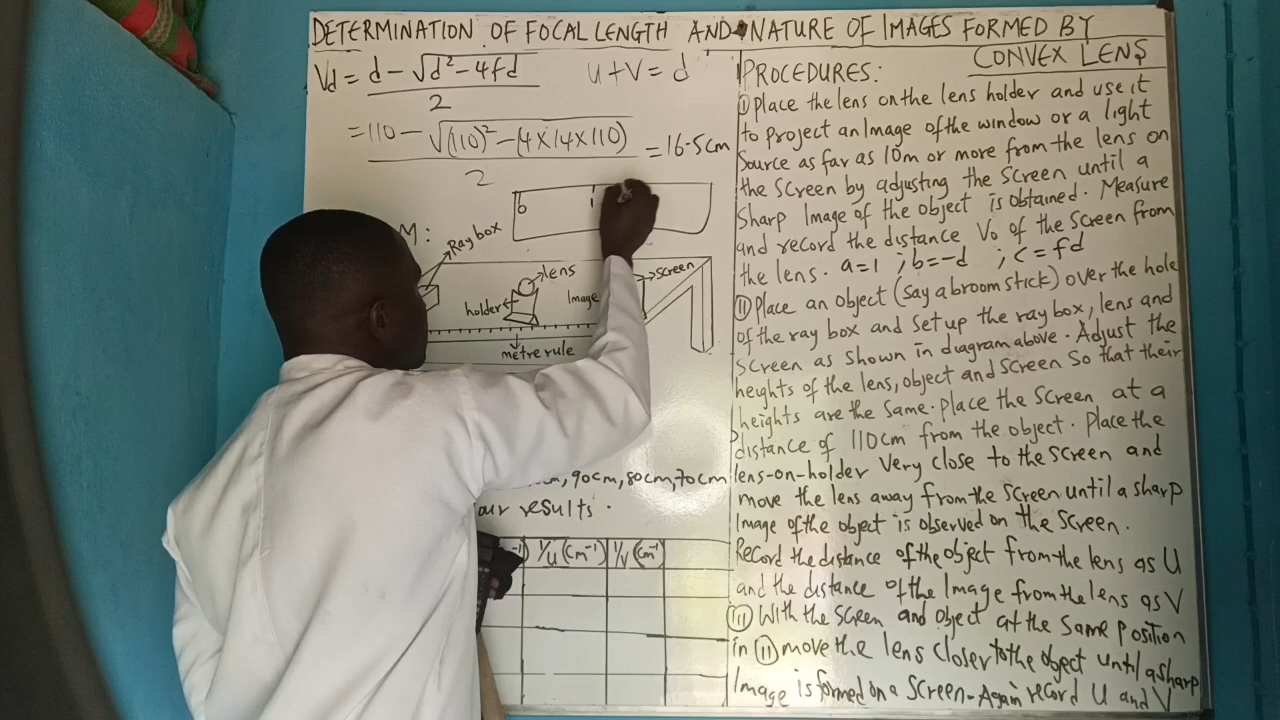 DETERMINATION OF FOCAL LENGTH AND NATURE OF IMAGES FORMED BY
CONVEX LENS
Vd = d - √d² - 4fd
2
U + V = d
= 110 - √(110)² - (4 x 14 x 110) = 16.5cm
2
0
M:
Ray box
lens
holder
Image
screen
metre rule
90cm, 80cm, 70cm
our results.
1/U (cm⁻¹) 1/V (cm⁻¹)
PROCEDURES:
(i) Place the lens on the lens holder and use it
to project an Image of the window or a light
Source as far as 10m or more from the lens on
the screen by adjusting the screen until a
Sharp Image of the object is obtained. Measure
and record the distance Vo of the Screen from
the lens. a=1 ; b=-d ; c=fd
(ii) Place an object (say a broom stick) over the hole
of the ray box and set up the ray box, lens and
Screen as shown in diagram above. Adjust the
heights of the lens, object and screen so that their
heights are the same. Place the Screen at a
distance of 110cm from the object. Place the
lens-on-holder very close to the screen and
move the lens away from the screen until a sharp
Image of the object is observed on the screen.
Record the distance of the object from the lens as U
and the distance of the Image from the lens as V
(iii) With the screen and object at the same position
in (ii) move the lens closer to the object until a sharp
Image is formed on a screen. Again record U and V